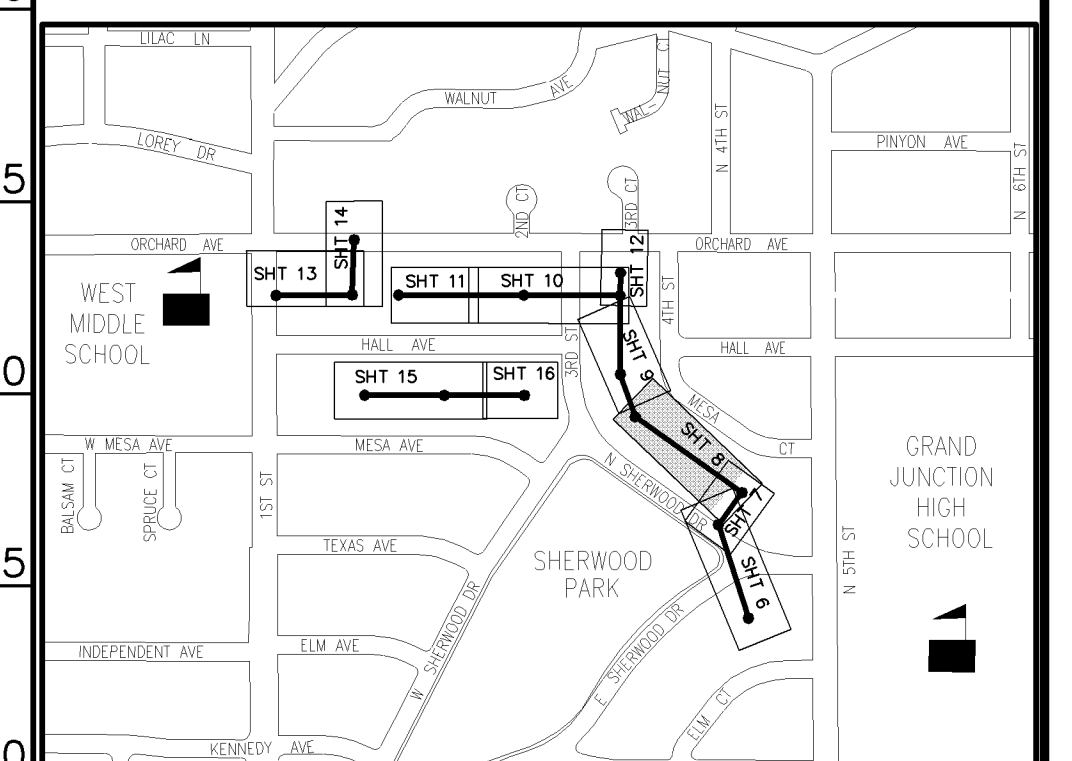 LILAC LN
WALNUT AVE
WAL- NUT CT
LOREY DR
N 4TH ST
PINYON AVE
N 6TH ST
5
2ND CT
3RD CT
ORCHARD AVE
SHT 14
SHT 12
ORCHARD AVE
SHT 13
SHT 11
SHT 10
4TH ST
WEST
MIDDLE
SCHOOL
HALL AVE
3RD ST
SHT 9
HALL AVE
0
SHT 15
SHT 16
MESA
CT
W MESA AVE
MESA AVE
SHT 8
GRAND
JUNCTION
HIGH
SCHOOL
BALSAM CT
SPRUCE CT
1ST ST
N SHERWOOD DR
SHT 7
TEXAS AVE
SHERWOOD
PARK
N 5TH ST
5
SHT 6
W SHERWOOD DR
E SHERWOOD DR
INDEPENDENT AVE
ELM AVE
ELM CT
KENNEDY AVE
0